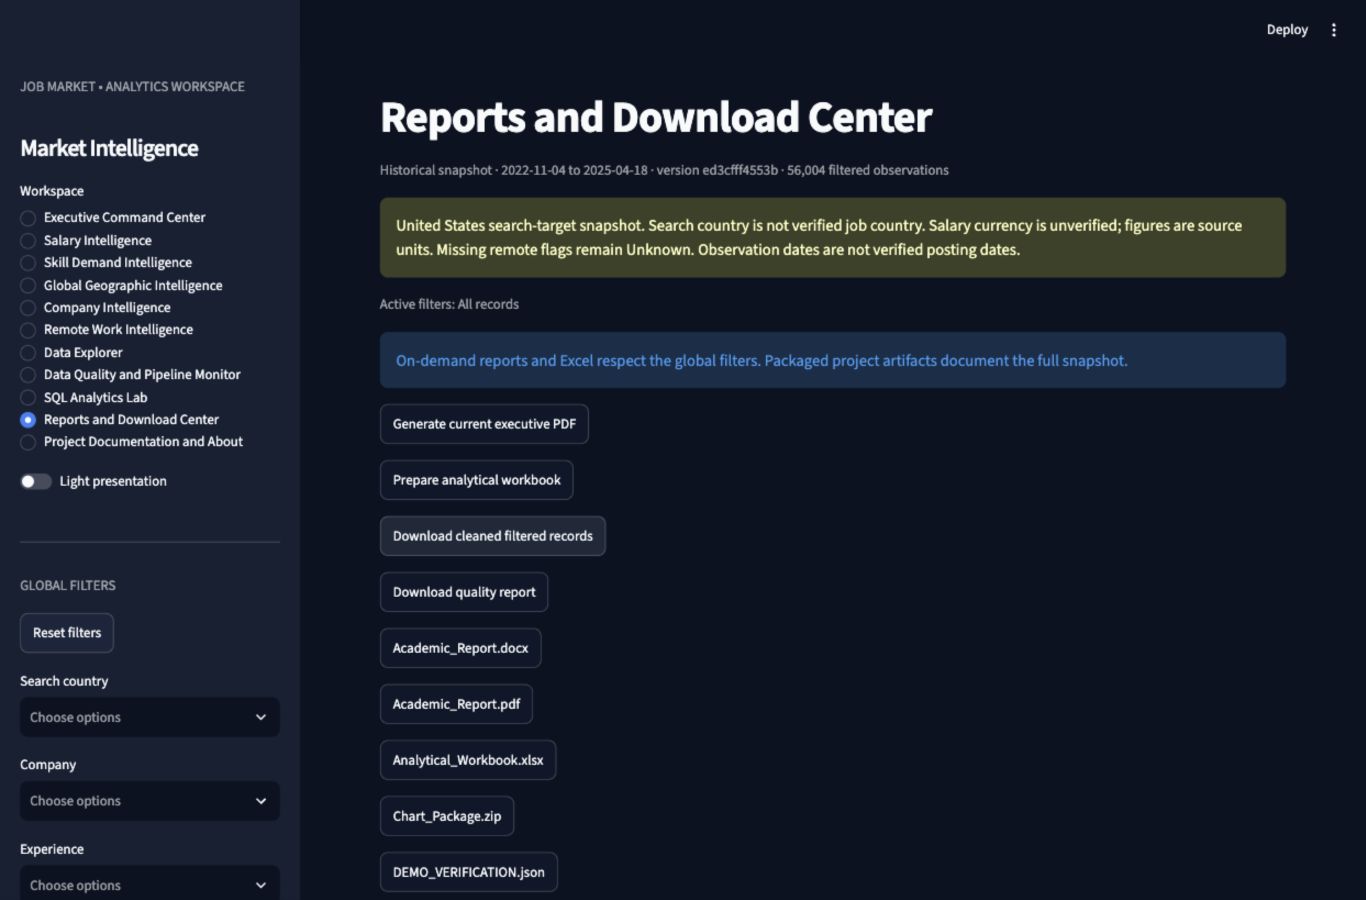 Deploy
JOB MARKET • ANALYTICS WORKSPACE
Market Intelligence
Workspace
Executive Command Center
Salary Intelligence
Skill Demand Intelligence
Global Geographic Intelligence
Company Intelligence
Remote Work Intelligence
Data Explorer
Data Quality and Pipeline Monitor
SQL Analytics Lab
Reports and Download Center
Project Documentation and About
Light presentation
GLOBAL FILTERS
Reset filters
Search country
Choose options
Company
Choose options
Experience
Choose options
Reports and Download Center
Historical snapshot · 2022-11-04 to 2025-04-18 · version ed3cfff4553b · 56,004 filtered observations
United States search-target snapshot. Search country is not verified job country. Salary currency is unverified; figures are source
units. Missing remote flags remain Unknown. Observation dates are not verified posting dates.
Active filters: All records
On-demand reports and Excel respect the global filters. Packaged project artifacts document the full snapshot.
Generate current executive PDF
Prepare analytical workbook
Download cleaned filtered records
Download quality report
Academic_Report.docx
Academic_Report.pdf
Analytical_Workbook.xlsx
Chart_Package.zip
DEMO_VERIFICATION.json